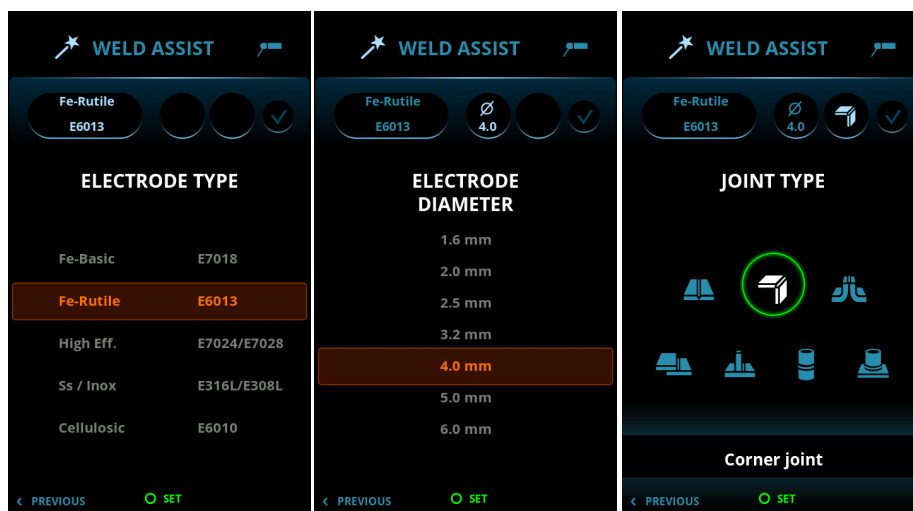 WELD ASSIST
Fe-Rutile
E6013
ELECTRODE TYPE
Fe-Basic E7018
Fe-Rutile E6013
High Eff. E7024/E7028
Ss / Inox E316L/E308L
Cellulosic E6010
‹ PREVIOUS SET
WELD ASSIST
Fe-Rutile
E6013
Ø
4.0
ELECTRODE
DIAMETER
1.6 mm
2.0 mm
2.5 mm
3.2 mm
4.0 mm
5.0 mm
6.0 mm
‹ PREVIOUS SET
WELD ASSIST
Fe-Rutile
E6013
Ø
4.0
JOINT TYPE
Corner joint
‹ PREVIOUS SET